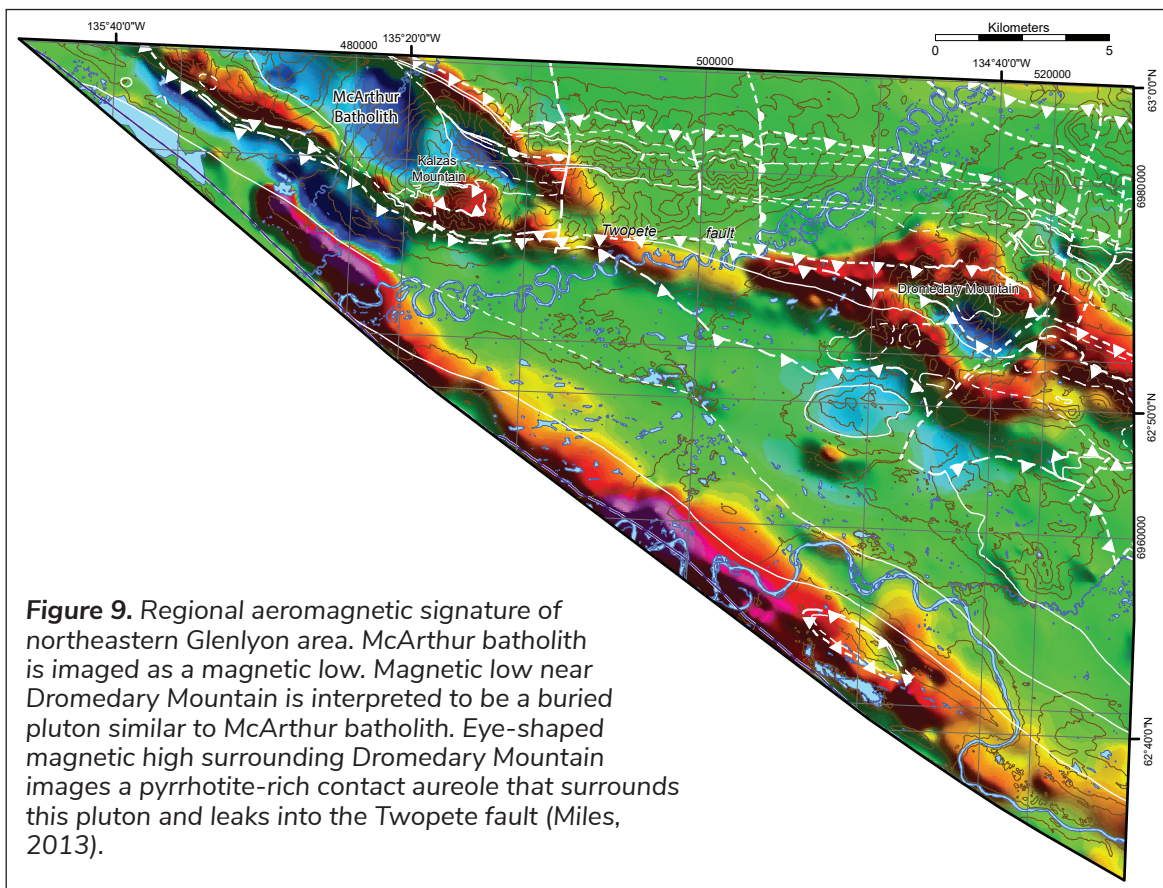 135°40'0"W
135°20'0"W
480000
500000
Kilometers
0 5
134°40'0"W
520000
63°0'0"N
McArthur
Batholith
Kalzas
Mountain
6980000
Twopete fault
Dromedary Mountain
62°50'0"N
6960000
62°40'0"N
Figure 9. Regional aeromagnetic signature of
northeastern Glenlyon area. McArthur batholith
is imaged as a magnetic low. Magnetic low near
Dromedary Mountain is interpreted to be a buried
pluton similar to McArthur batholith. Eye-shaped
magnetic high surrounding Dromedary Mountain
images a pyrrhotite-rich contact aureole that surrounds
this pluton and leaks into the Twopete fault (Miles,
2013).